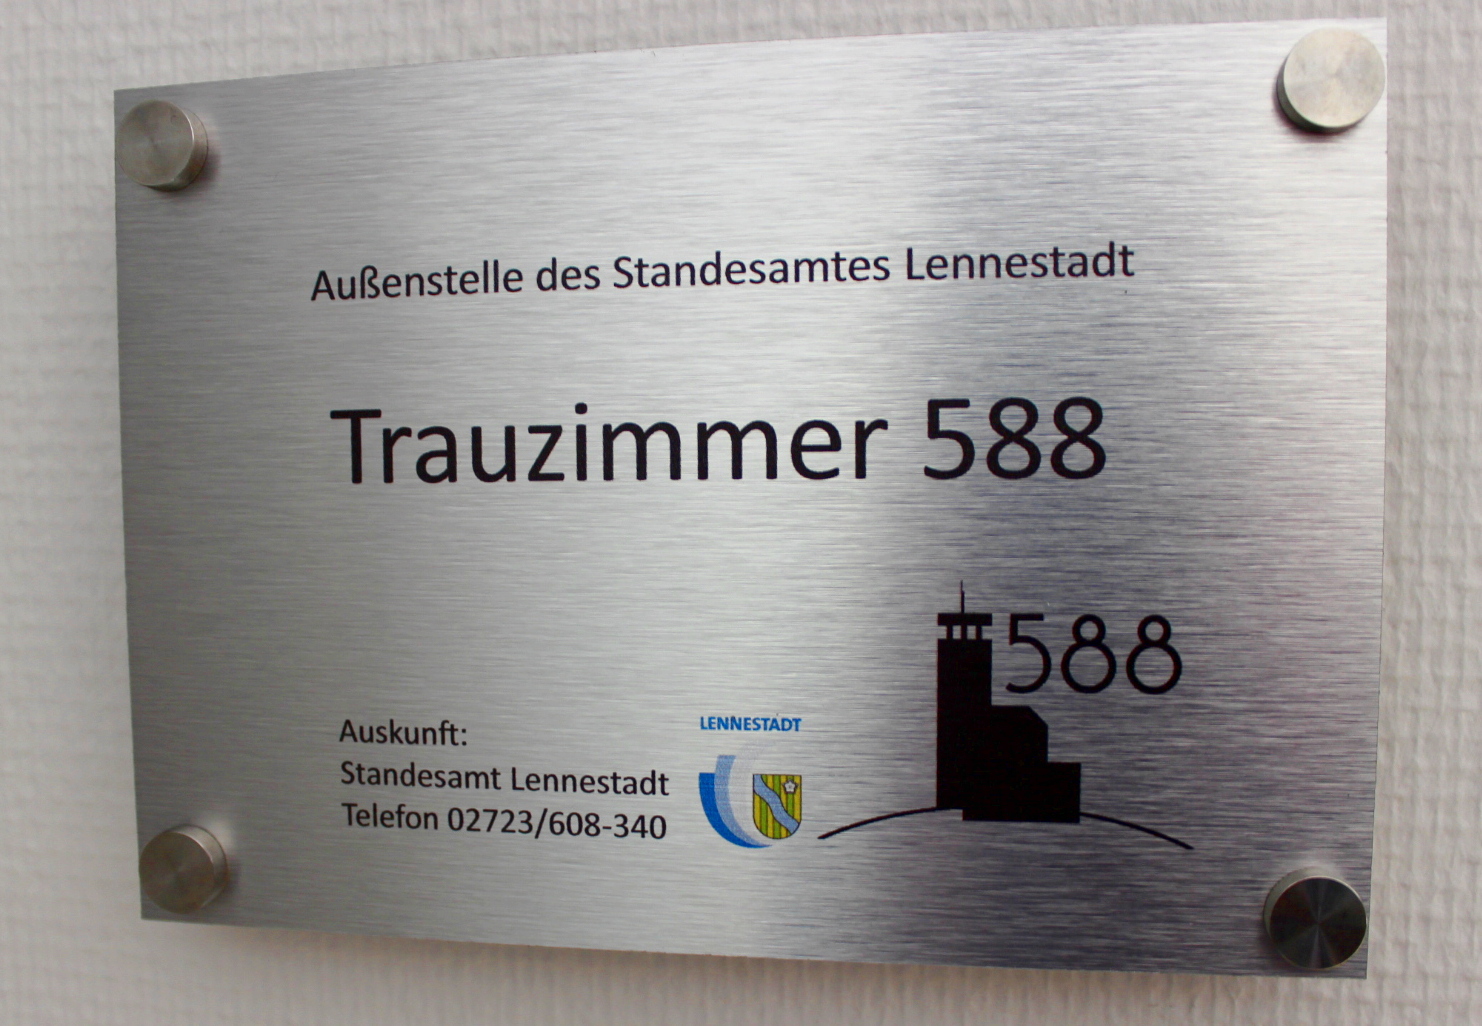 Außenstelle des Standesamtes Lennestadt
Trauzimmer 588
588
Auskunft:
Standesamt Lennestadt
Telefon 02723/608-340
LENNESTADT